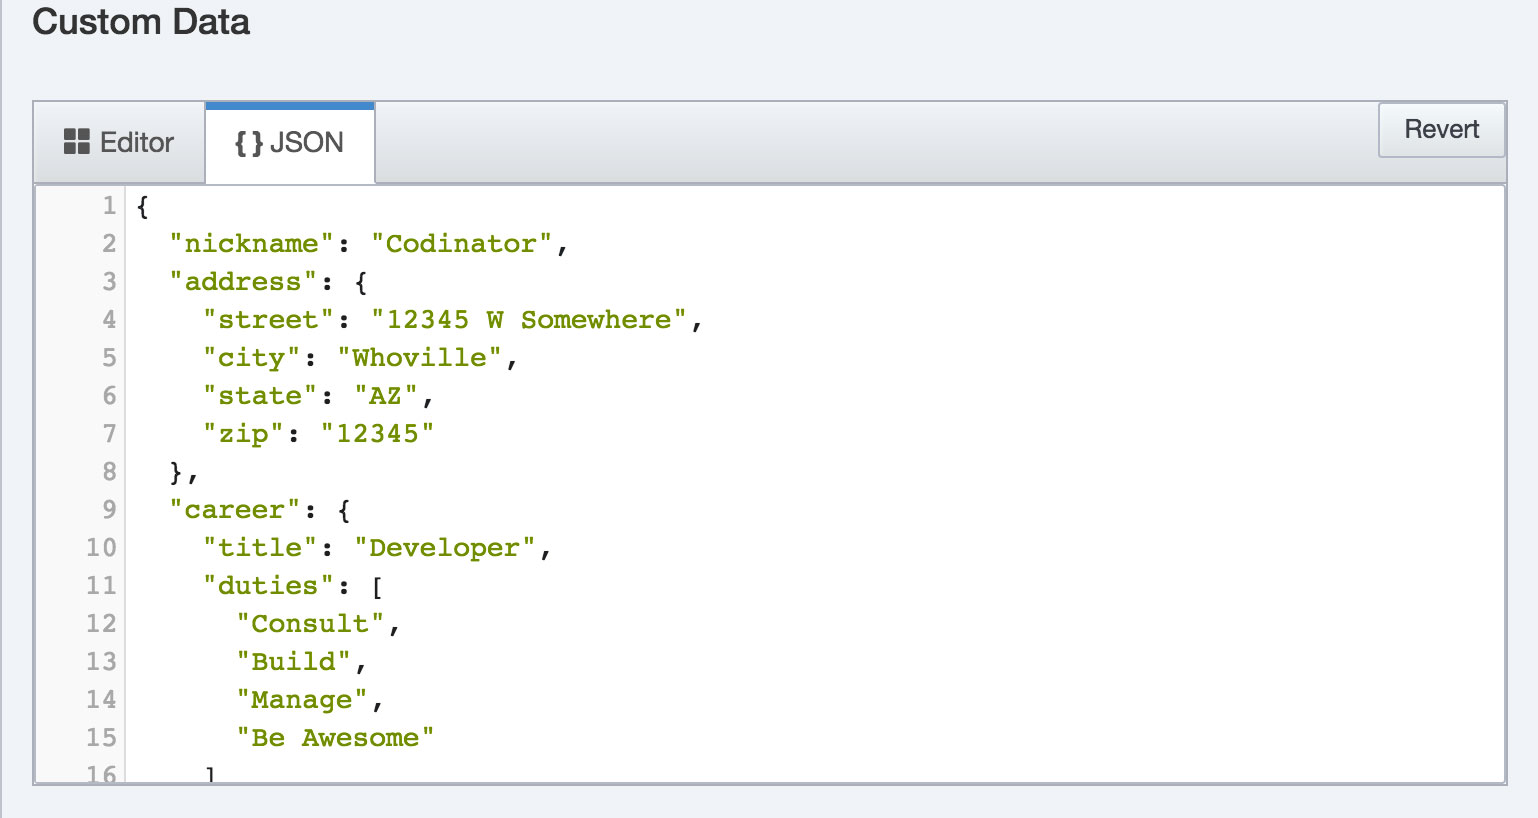 Custom Data
Editor
{ } JSON
Revert
1 {
2   "nickname": "Codinator",
3   "address": {
4     "street": "12345 W Somewhere",
5     "city": "Whoville",
6     "state": "AZ",
7     "zip": "12345"
8   },
9   "career": {
10     "title": "Developer",
11     "duties": [
12       "Consult",
13       "Build",
14       "Manage",
15       "Be Awesome"
16     ]